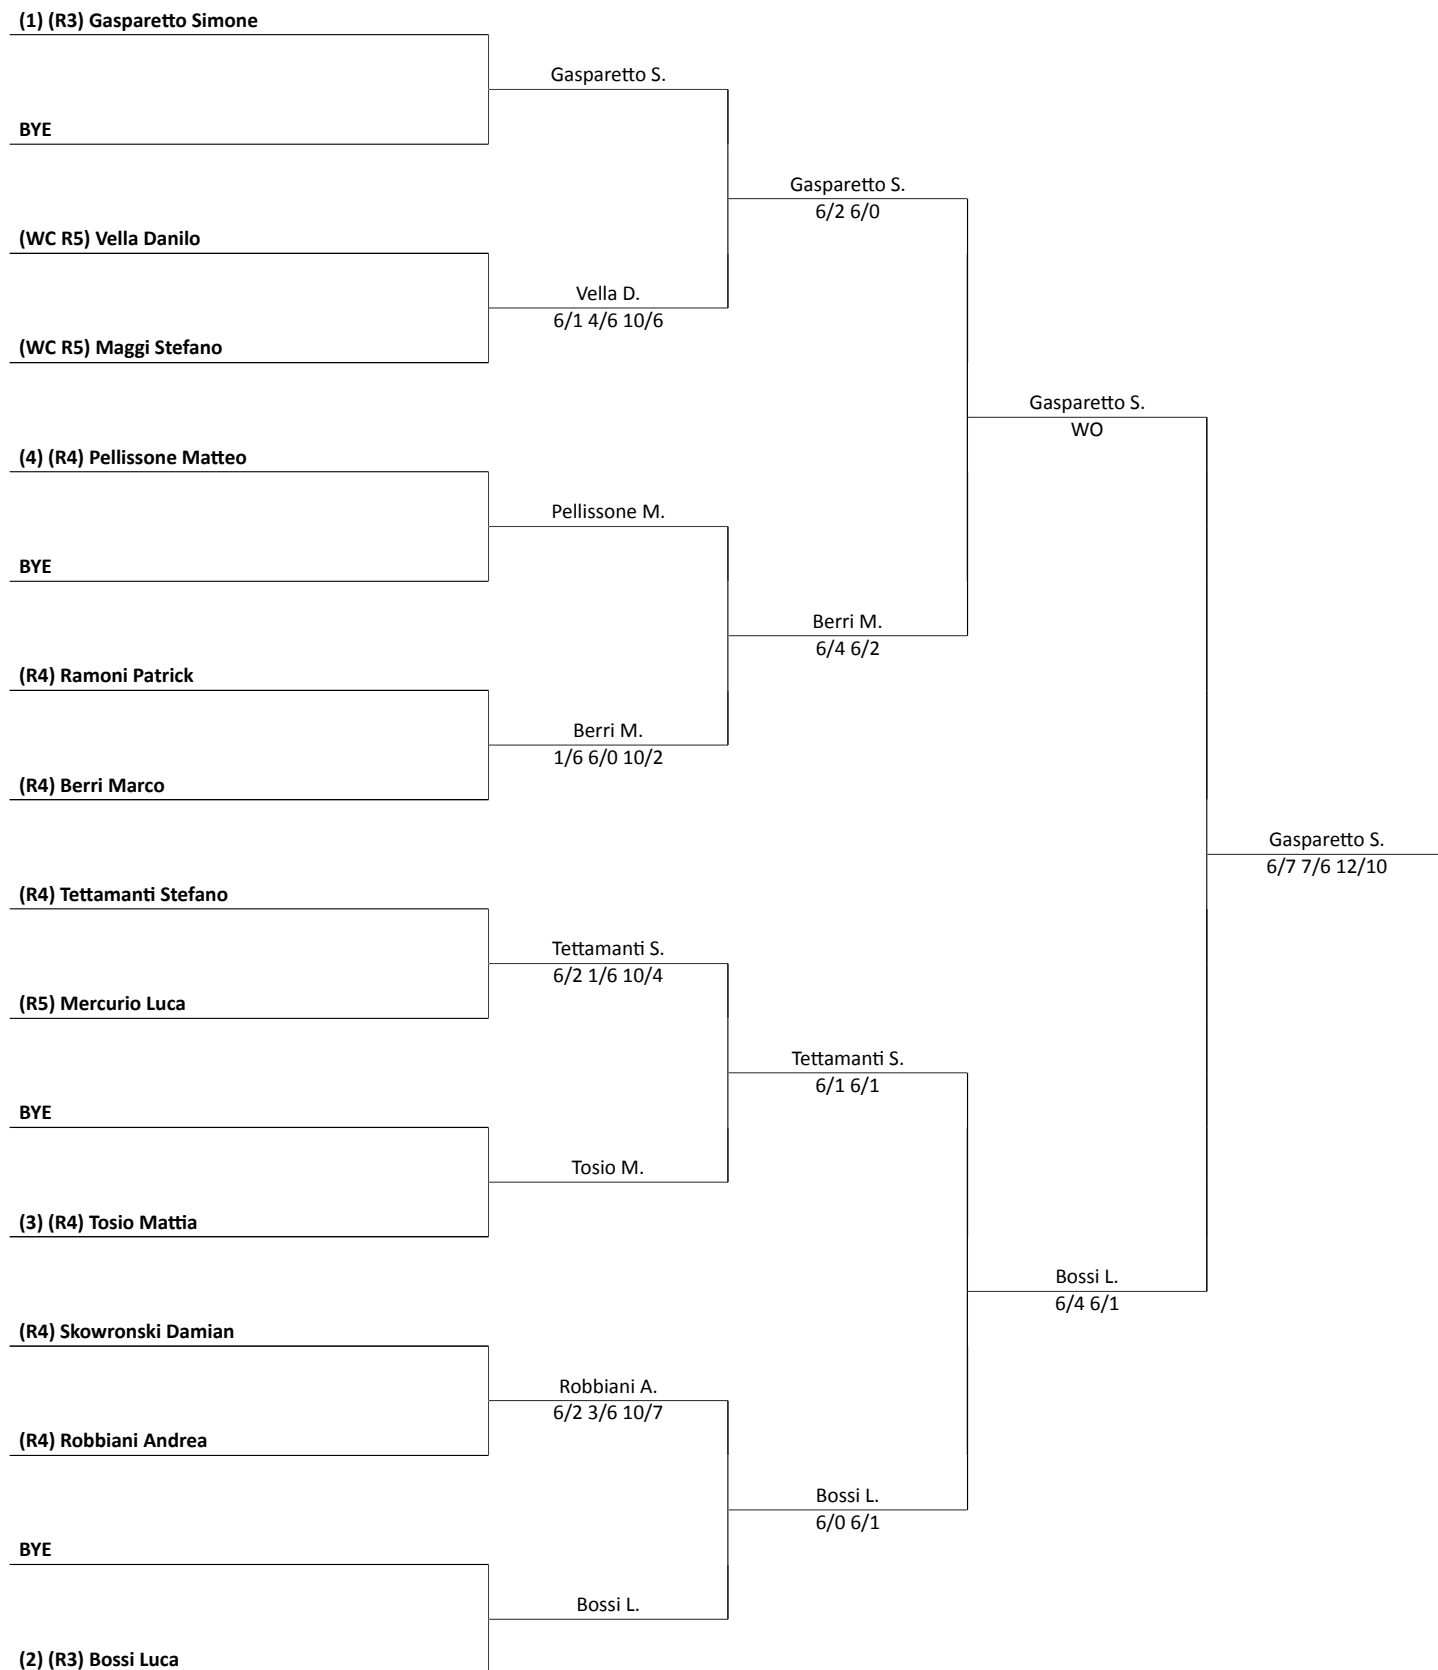 (1) (R3) Gasparetto Simone
Gasparetto S.
BYE
Gasparetto S.
6/2 6/0
(WC R5) Vella Danilo
Vella D.
6/1 4/6 10/6
(WC R5) Maggi Stefano
Gasparetto S.
WO
(4) (R4) Pellissone Matteo
Pellissone M.
BYE
Berri M.
6/4 6/2
(R4) Ramoni Patrick
Berri M.
1/6 6/0 10/2
(R4) Berri Marco
Gasparetto S.
6/7 7/6 12/10
(R4) Tettamanti Stefano
Tettamanti S.
6/2 1/6 10/4
(R5) Mercurio Luca
Tettamanti S.
6/1 6/1
BYE
Tosio M.
(3) (R4) Tosio Mattia
Bossi L.
6/4 6/1
(R4) Skowronski Damian
Robbiani A.
6/2 3/6 10/7
(R4) Robbiani Andrea
Bossi L.
6/0 6/1
BYE
Bossi L.
(2) (R3) Bossi Luca